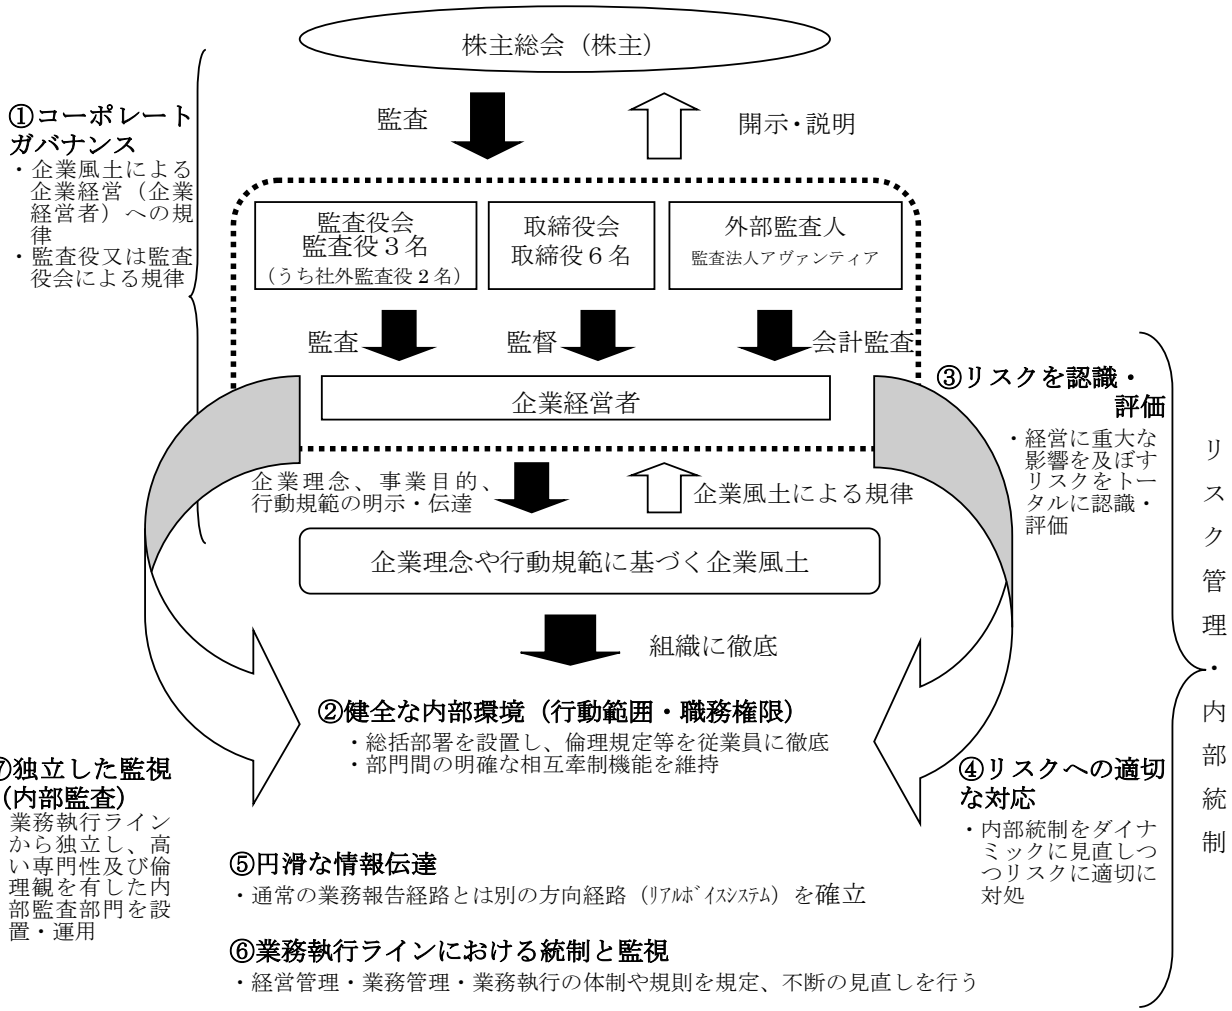 株主総会（株主）
①コーポレート
ガバナンス
・企業風土による
企業経営（企業
経営者）への規
律
・監査役又は監査
役会による規律
監査
開示・説明
監査役会
監査役３名
（うち社外監査役２名）
取締役会
取締役６名
外部監査人
監査法人アヴァンティア
監査
監督
会計監査
企業経営者
③リスクを認識・
評価
・経営に重大な
影響を及ぼす
リスクをトー
タルに認識・
評価
企業理念、事業目的、
行動規範の明示・伝達
企業風土による規律
企業理念や行動規範に基づく企業風土
組織に徹底
リスク管理・内部統制
②健全な内部環境（行動範囲・職務権限）
・総括部署を設置し、倫理規定等を従業員に徹底
・部門間の明確な相互牽制機能を維持
⑦独立した監視
（内部監査）
業務執行ライン
から独立し、高
い専門性及び倫
理観を有した内
部監査部門を設
置・運用
④リスクへの適切
な対応
・内部統制をダイナ
ミックに見直しつ
つリスクに適切に
対処
⑤円滑な情報伝達
・通常の業務報告経路とは別の方向経路（ﾘｱﾙﾎﾞｲｽｼｽﾃﾑ）を確立
⑥業務執行ラインにおける統制と監視
・経営管理・業務管理・業務執行の体制や規則を規定、不断の見直しを行う